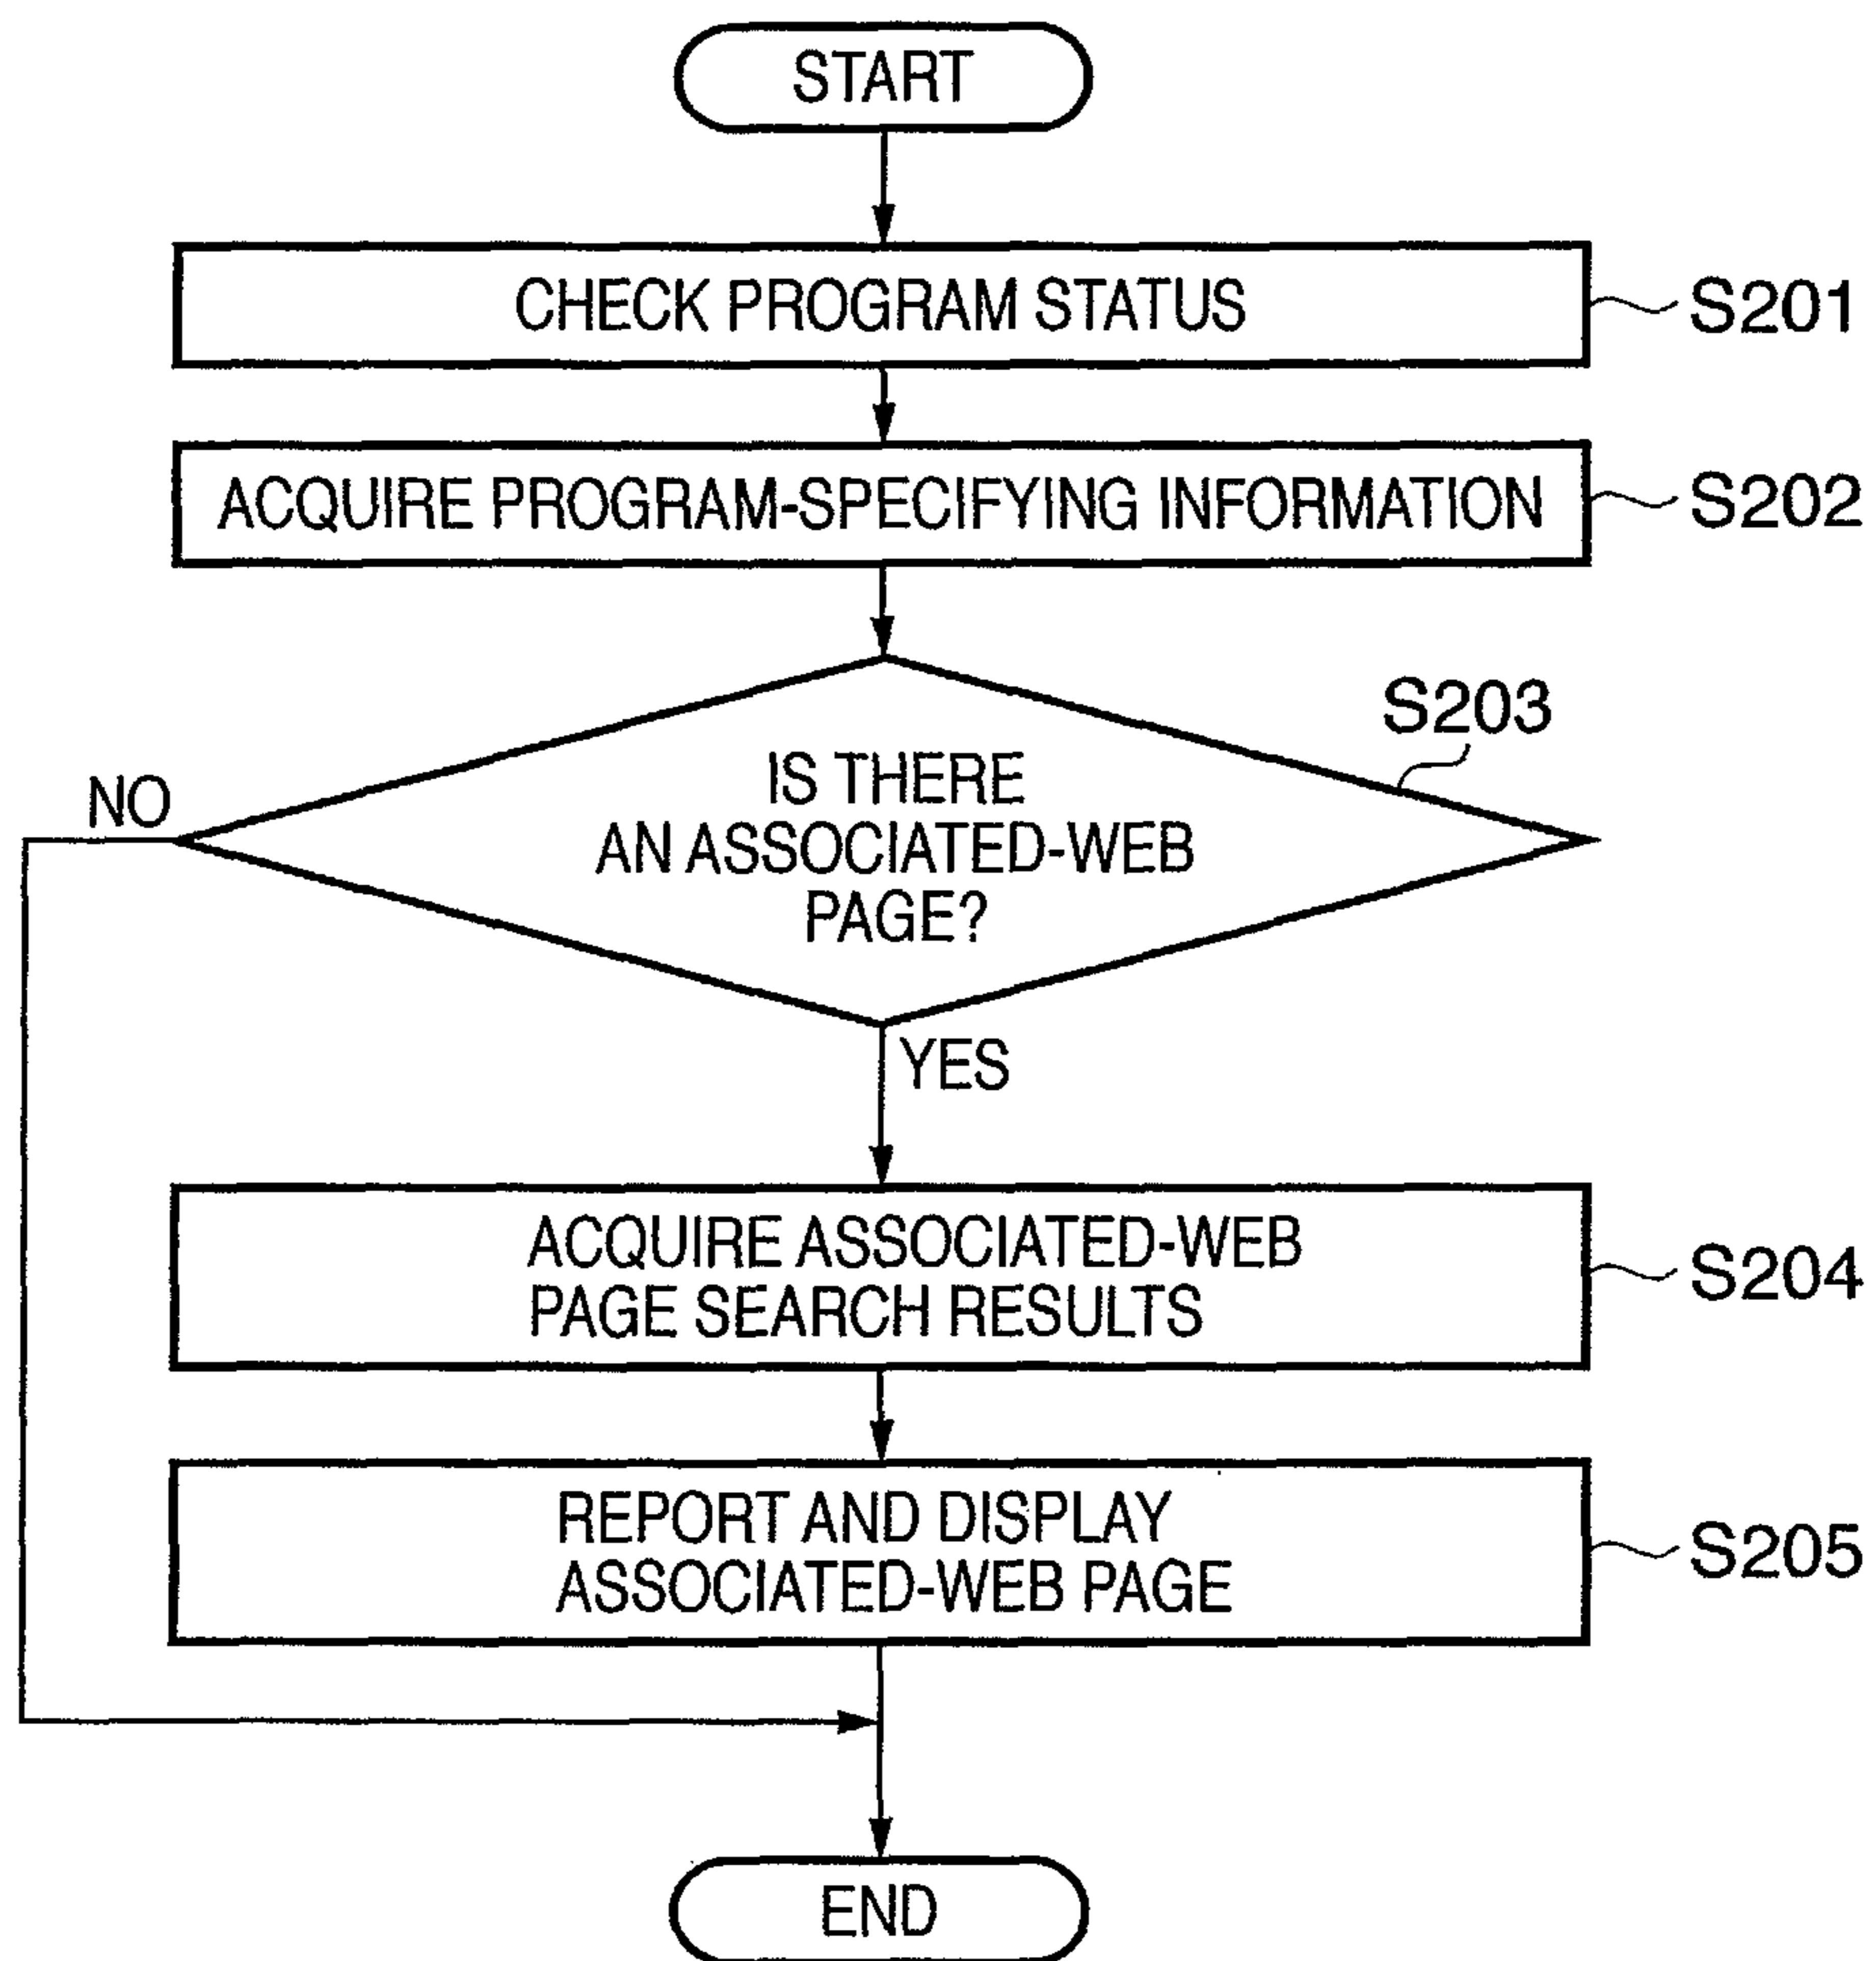 START
CHECK PROGRAM STATUS
S201
ACQUIRE PROGRAM-SPECIFYING INFORMATION
S202
S203
IS THERE
AN ASSOCIATED-WEB
PAGE?
NO
YES
ACQUIRE ASSOCIATED-WEB
PAGE SEARCH RESULTS
S204
REPORT AND DISPLAY
ASSOCIATED-WEB PAGE
S205
END